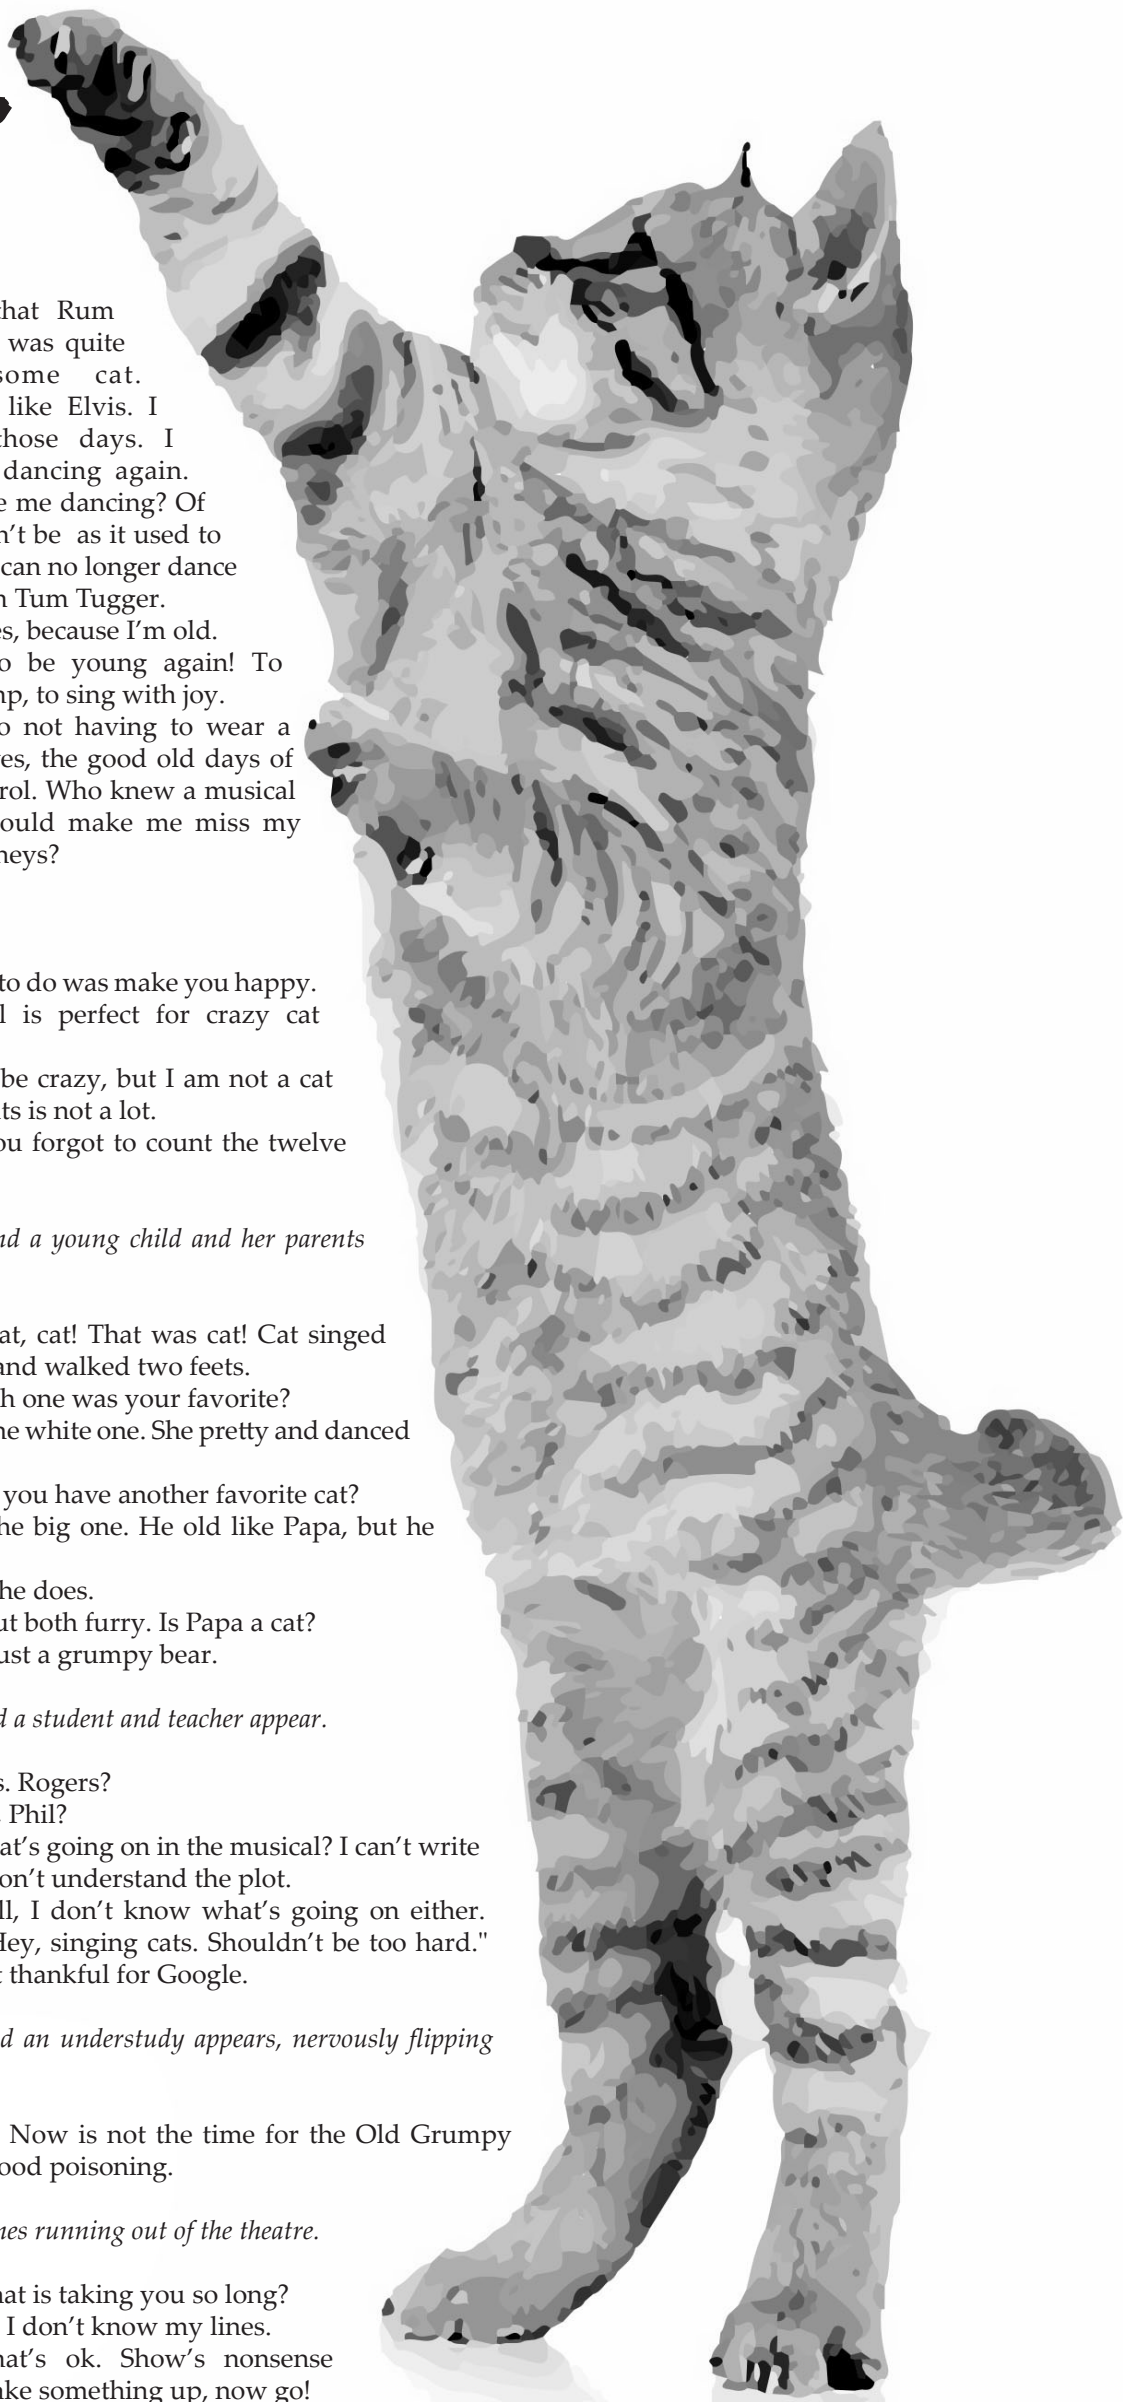 that Rum
was quite
some cat.
like Elvis. I
those days. I
dancing again.
e me dancing? Of
n't be as it used to
can no longer dance
m Tum Tugger.
es, because I'm old.
o be young again! To
mp, to sing with joy.
o not having to wear a
es, the good old days of
rol. Who knew a musical
ould make me miss my
neys?
to do was make you happy.
l is perfect for crazy cat
be crazy, but I am not a cat
ts is not a lot.
ou forgot to count the twelve
nd a young child and her parents
at, cat! That was cat! Cat singed
and walked two feets.
h one was your favorite?
he white one. She pretty and danced
you have another favorite cat?
he big one. He old like Papa, but he
he does.
ut both furry. Is Papa a cat?
ust a grumpy bear.
d a student and teacher appear.
s. Rogers?
Phil?
at's going on in the musical? I can't write
on't understand the plot.
ll, I don't know what's going on either.
Hey, singing cats. Shouldn't be too hard."
t thankful for Google.
d an understudy appears, nervously flipping
Now is not the time for the Old Grumpy
ood poisoning.
mes running out of the theatre.
hat is taking you so long?
I don't know my lines.
hat's ok. Show's nonsense
ake something up, now go!